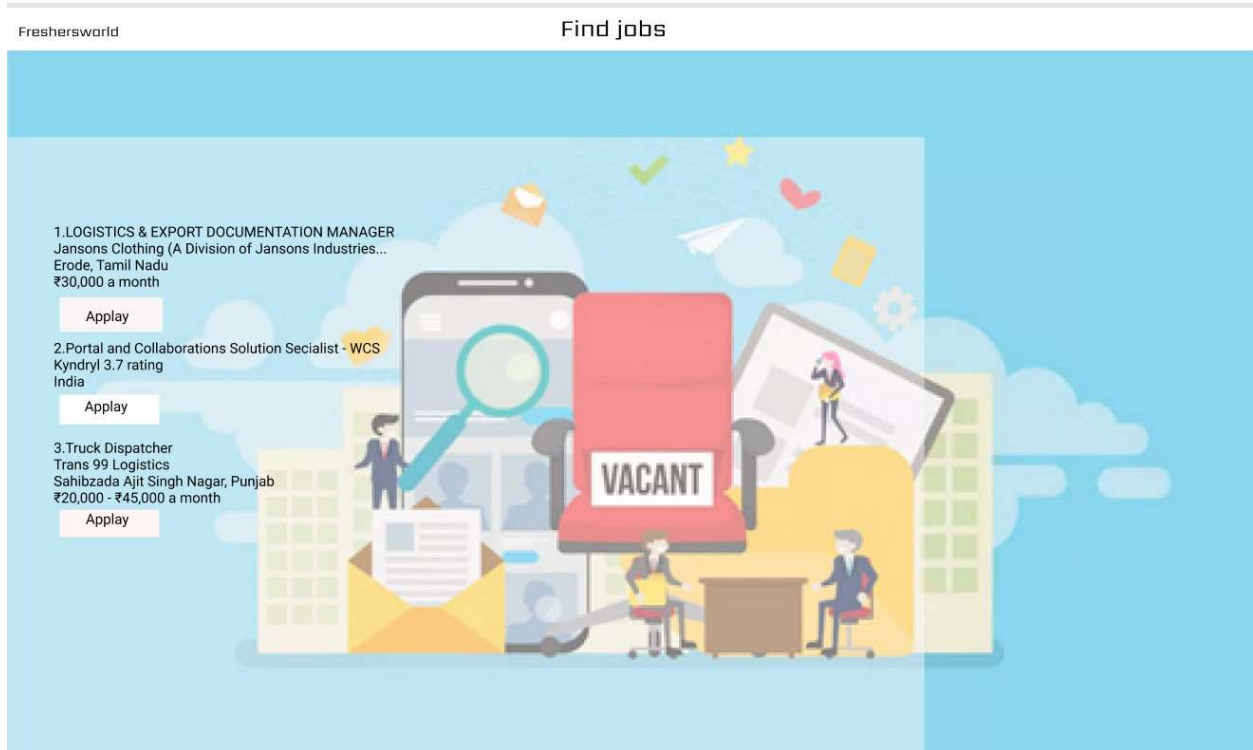 Freshersworld
Find jobs
1.LOGISTICS & EXPORT DOCUMENTATION MANAGER
Jansons Clothing (A Division of Jansons Industries...
Erode, Tamil Nadu
₹30,000 a month
Applay
2.Portal and Collaborations Solution Secialist - WCS
Kyndryl 3.7 rating
India
Applay
3.Truck Dispatcher
Trans 99 Logistics
Sahibzada Ajit Singh Nagar, Punjab
₹20,000 - ₹45,000 a month
Applay
VACANT